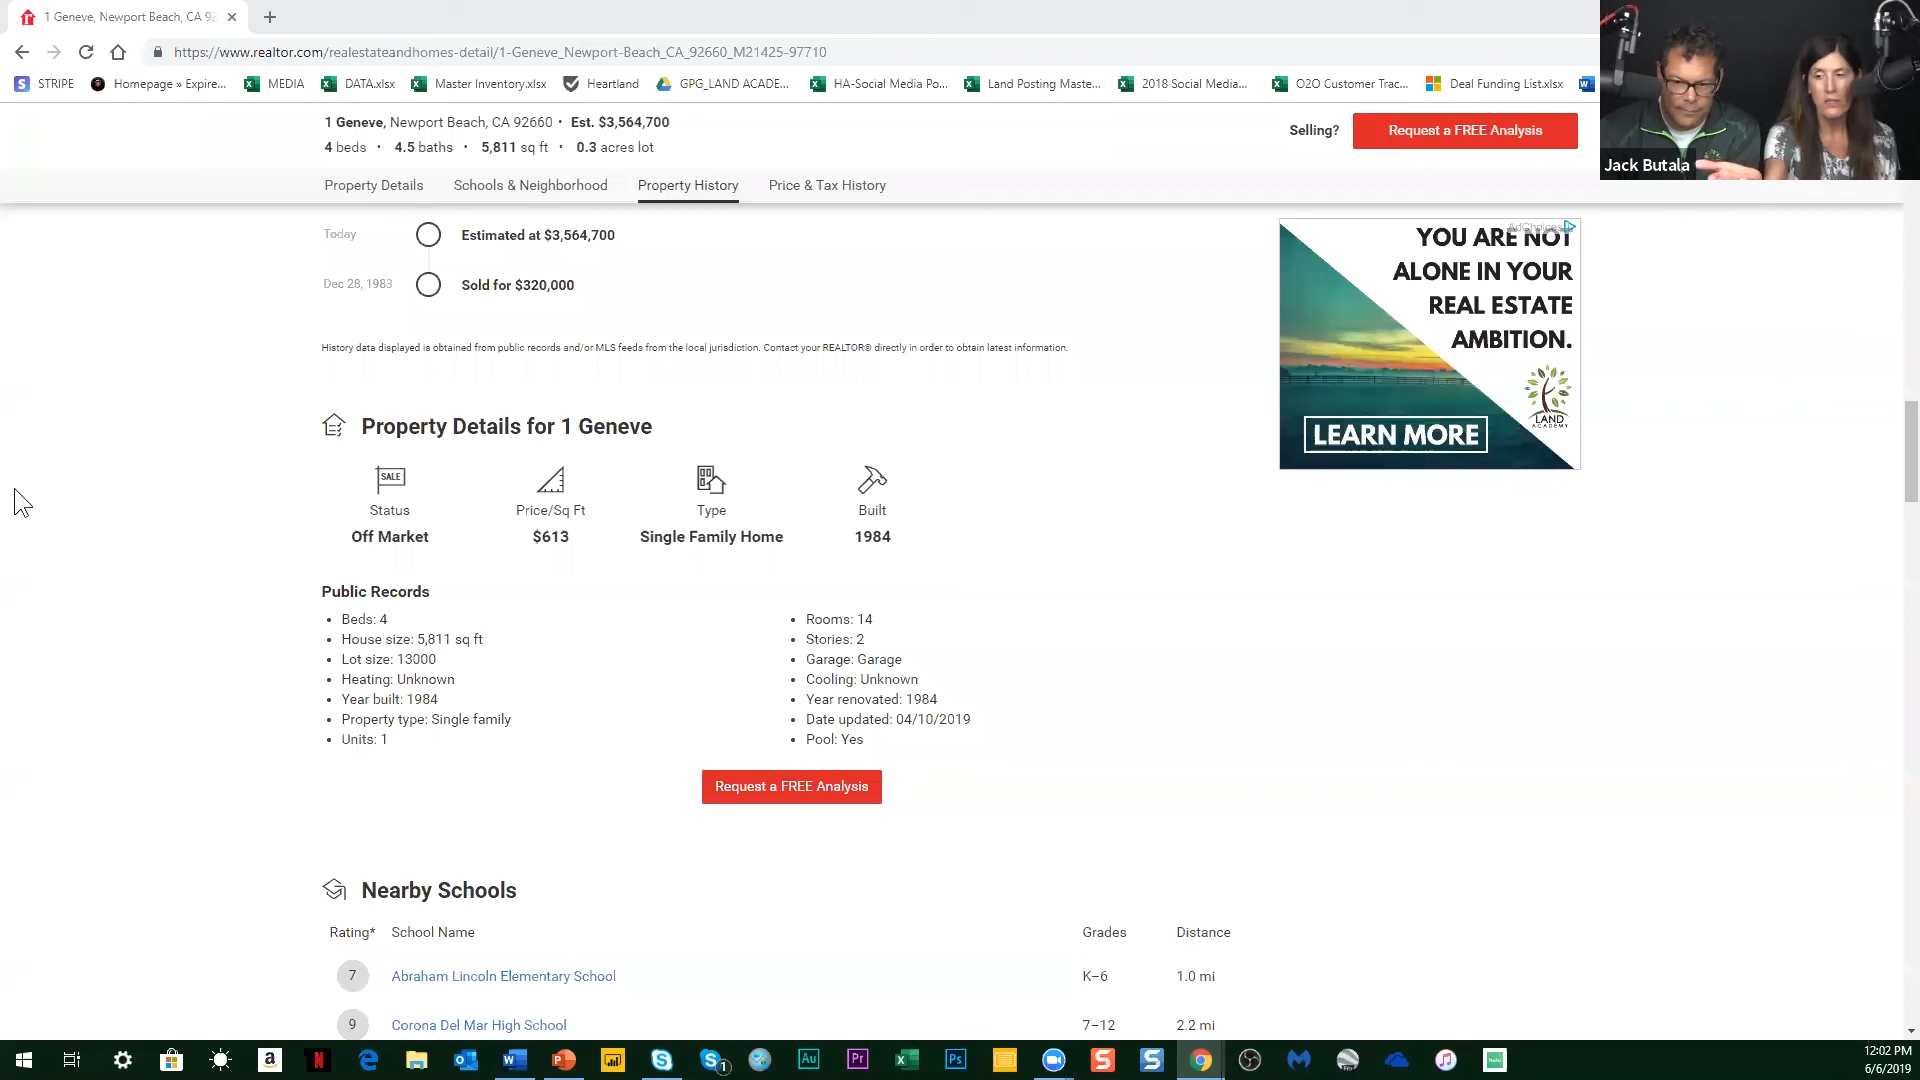 1 Geneve, Newport Beach, CA 92
https://www.realtor.com/realestateandhomes-detail/1-Geneve_Newport-Beach_CA_92660_M21425-97710
STRIPE
Homepage » Expire...
MEDIA
DATA.xlsx
Master Inventory.xlsx
Heartland
GPG_LAND ACADE...
HA-Social Media Po...
Land Posting Maste...
2018 Social Media...
O2O Customer Trac...
Deal Funding List.xlsx
1 Geneve, Newport Beach, CA 92660 • Est. $3,564,700
4 beds • 4.5 baths • 5,811 sq ft • 0.3 acres lot
Selling?
Request a FREE Analysis
Jack Butala
Property Details
Schools & Neighborhood
Property History
Price & Tax History
Today
Estimated at $3,564,700
Dec 28, 1983
Sold for $320,000
History data displayed is obtained from public records and/or MLS feeds from the local jurisdiction. Contact your REALTOR® directly in order to obtain latest information.
AdChoices
YOU ARE NOT
ALONE IN YOUR
REAL ESTATE
AMBITION.
LAND
ACADEMY
LEARN MORE
Property Details for 1 Geneve
SALE
Status
Off Market
Price/Sq Ft
$613
Type
Single Family Home
Built
1984
Public Records
• Beds: 4
• House size: 5,811 sq ft
• Lot size: 13000
• Heating: Unknown
• Year built: 1984
• Property type: Single family
• Units: 1
• Rooms: 14
• Stories: 2
• Garage: Garage
• Cooling: Unknown
• Year renovated: 1984
• Date updated: 04/10/2019
• Pool: Yes
Request a FREE Analysis
Nearby Schools
Rating* School Name Grades Distance
7 Abraham Lincoln Elementary School K–6 1.0 mi
9 Corona Del Mar High School 7–12 2.2 mi
12:02 PM
6/6/2019